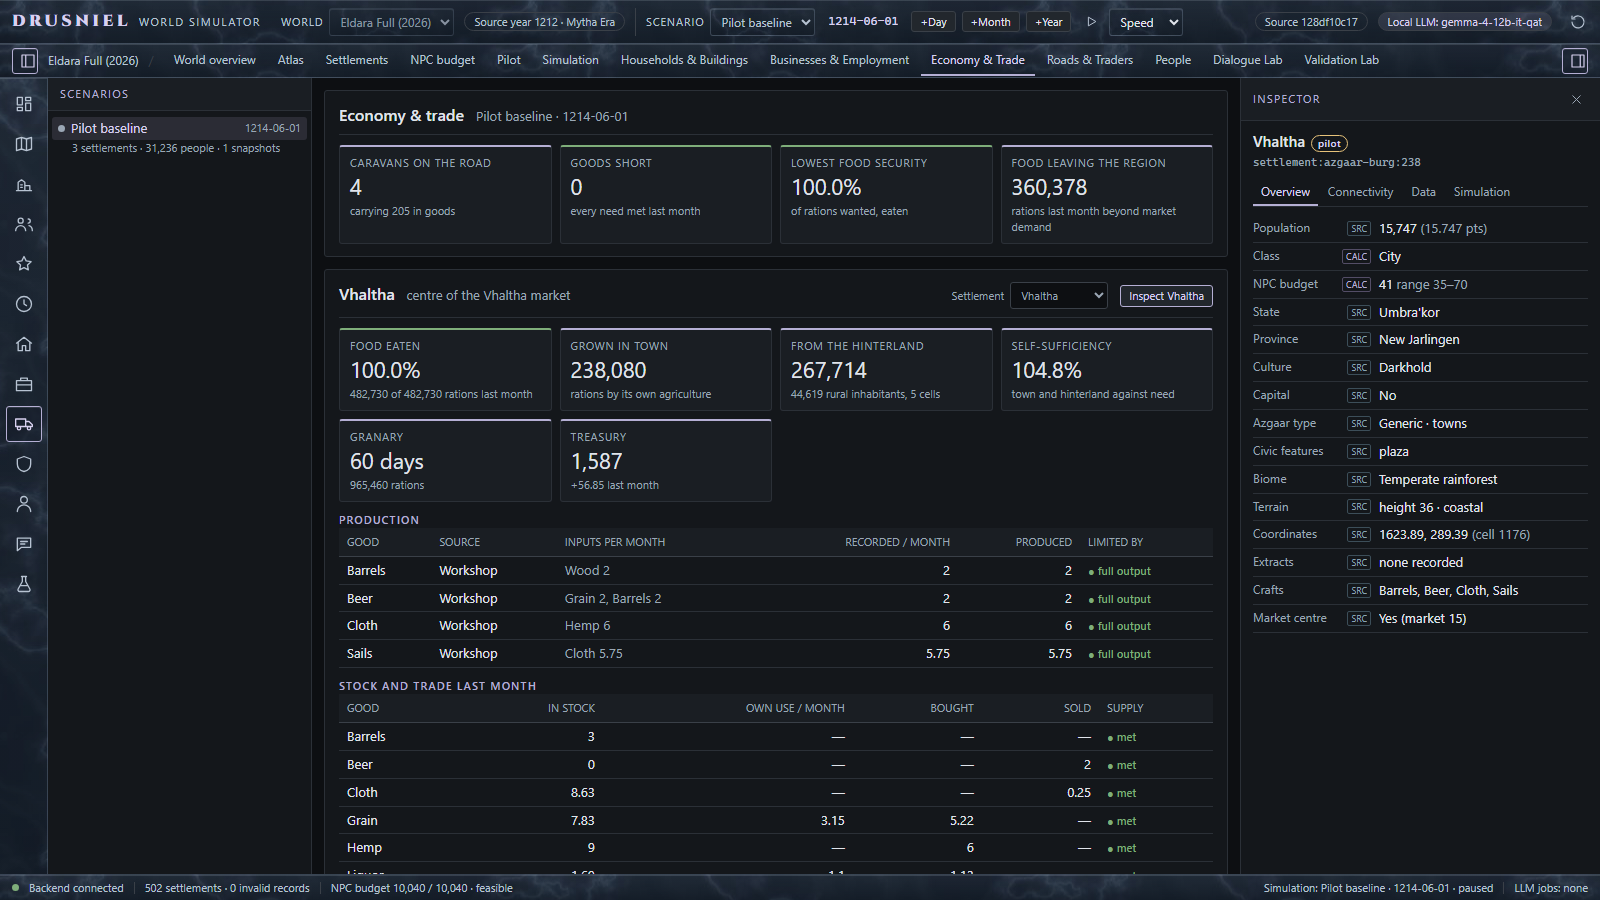 DRUSNIEL WORLD SIMULATOR WORLD Eldara Full (2026) Source year 1212 · Mytha Era SCENARIO Pilot baseline 1214-06-01 +Day +Month +Year Speed Source 128df10c17 Local LLM: gemma-4-12b-it-qat
Eldara Full (2026) / World overview Atlas Settlements NPC budget Pilot Simulation Households & Buildings Businesses & Employment Economy & Trade Roads & Traders People Dialogue Lab Validation Lab
SCENARIOS
Pilot baseline 1214-06-01
3 settlements · 31,236 people · 1 snapshots
Economy & trade Pilot baseline · 1214-06-01
CARAVANS ON THE ROAD
4
carrying 205 in goods
GOODS SHORT
0
every need met last month
LOWEST FOOD SECURITY
100.0%
of rations wanted, eaten
FOOD LEAVING THE REGION
360,378
rations last month beyond market
demand
Vhaltha centre of the Vhaltha market Settlement Vhaltha Inspect Vhaltha
FOOD EATEN
100.0%
482,730 of 482,730 rations last month
GROWN IN TOWN
238,080
rations by its own agriculture
FROM THE HINTERLAND
267,714
44,619 rural inhabitants, 5 cells
SELF-SUFFICIENCY
104.8%
town and hinterland against need
GRANARY
60 days
965,460 rations
TREASURY
1,587
+56.85 last month
PRODUCTION
GOOD SOURCE INPUTS PER MONTH RECORDED / MONTH PRODUCED LIMITED BY
Barrels Workshop Wood 2 2 2 full output
Beer Workshop Grain 2, Barrels 2 2 2 full output
Cloth Workshop Hemp 6 6 6 full output
Sails Workshop Cloth 5.75 5.75 5.75 full output
STOCK AND TRADE LAST MONTH
GOOD IN STOCK OWN USE / MONTH BOUGHT SOLD SUPPLY
Barrels 3 — — — met
Beer 0 — — 2 met
Cloth 8.63 — — 0.25 met
Grain 7.83 3.15 5.22 — met
Hemp 9 — 6 — met
INSPECTOR
Vhaltha pilot
settlement:azgaar-burg:238
Overview Connectivity Data Simulation
Population SRC 15,747 (15.747 pts)
Class CALC City
NPC budget CALC 41 range 35–70
State SRC Umbra'kor
Province SRC New Jarlingen
Culture SRC Darkhold
Capital SRC No
Azgaar type SRC Generic · towns
Civic features SRC plaza
Biome SRC Temperate rainforest
Terrain SRC height 36 · coastal
Coordinates SRC 1623.89, 289.39 (cell 1176)
Extracts SRC none recorded
Crafts SRC Barrels, Beer, Cloth, Sails
Market centre SRC Yes (market 15)
Backend connected 502 settlements · 0 invalid records NPC budget 10,040 / 10,040 · feasible Simulation: Pilot baseline · 1214-06-01 · paused LLM jobs: none